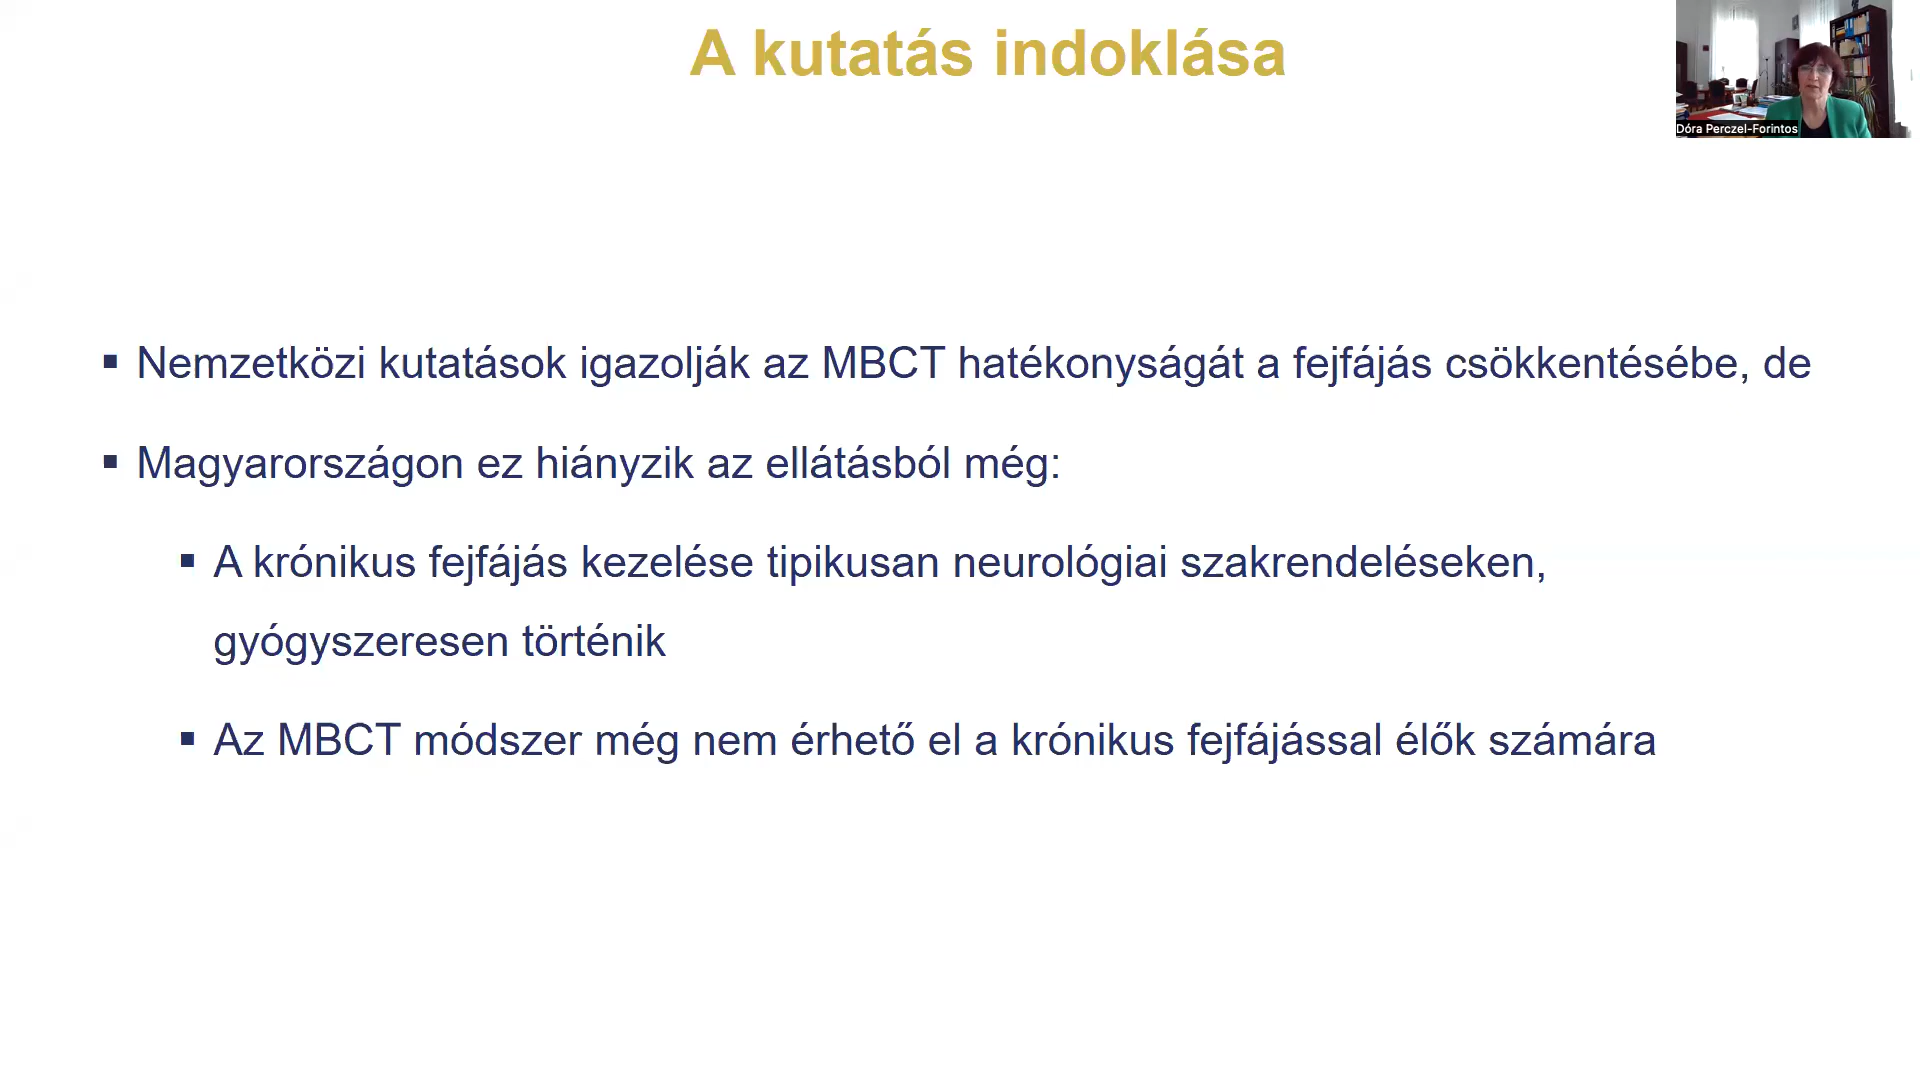 A kutatás indoklása
Dóra Perczel-Forintos
▪ Nemzetközi kutatások igazolják az MBCT hatékonyságát a fejfájás csökkentésébe, de
▪ Magyarországon ez hiányzik az ellátásból még:
▪ A krónikus fejfájás kezelése tipikusan neurológiai szakrendeléseken,
gyógyszeresen történik
▪ Az MBCT módszer még nem érhető el a krónikus fejfájással élők számára